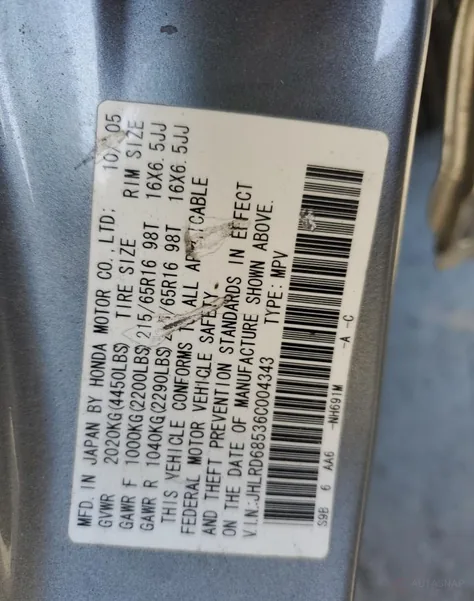 MFD. IN JAPAN BY HONDA MOTOR CO., LTD; 10/05
GVWR 2020KG(4450LBS) TIRE SIZE RIM SIZE
GAWR F 1000KG(2200LBS) 215/65R16 98T 16X6.5JJ
GAWR R 1040KG(2290LBS) /65R16 98T 16X6.5JJ
THIS VEHICLE CONFORMS ALL APPLICABLE
FEDERAL MOTOR VEHICLE SAFETY
AND THEFT PREVENTION STANDARDS IN EFFECT
ON THE DATE OF MANUFACTURE SHOWN ABOVE.
V.I.N.:JHLRD68536C004343 TYPE: MPV
S9B 6 AA6 -NH691M -A -C